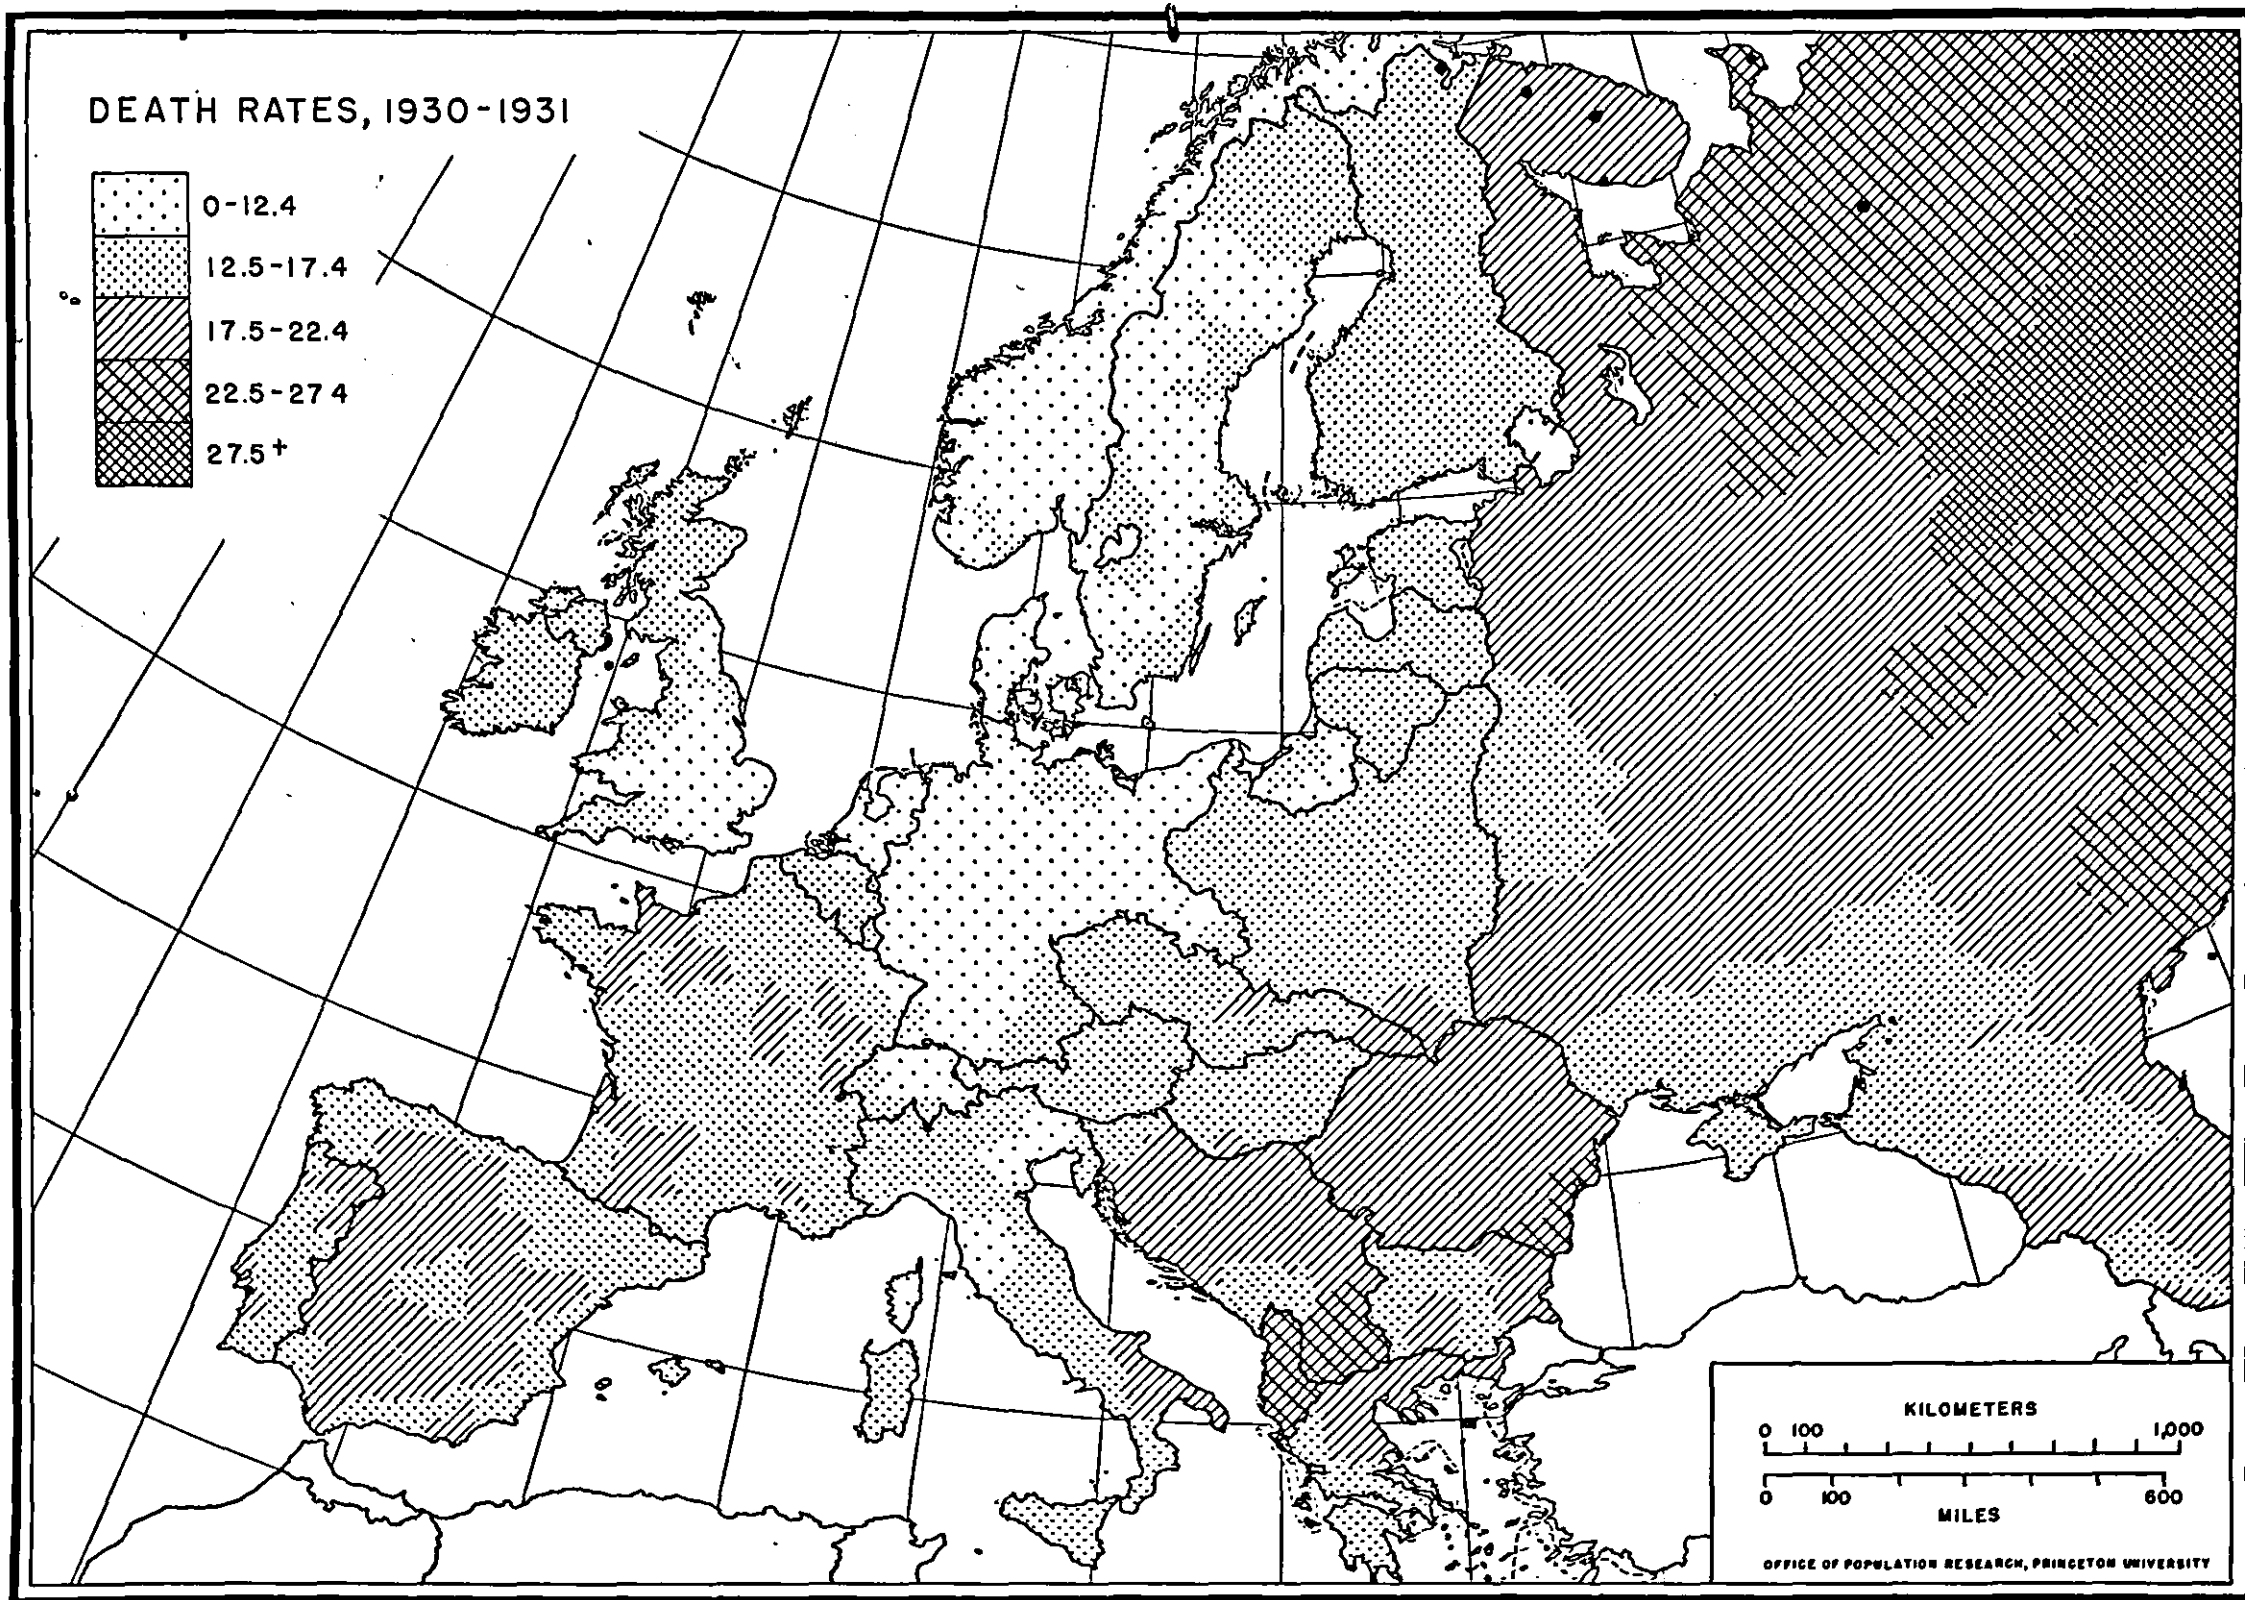 DEATH RATES, 1930-1931
0-12.4
12.5-17.4
17.5-22.4
22.5-27 4
27.5+
KILOMETERS
0 100 1,000
0 100 600
MILES
OFFICE OF POPULATION RESEARCH, PRINCETON UNIVERSITY